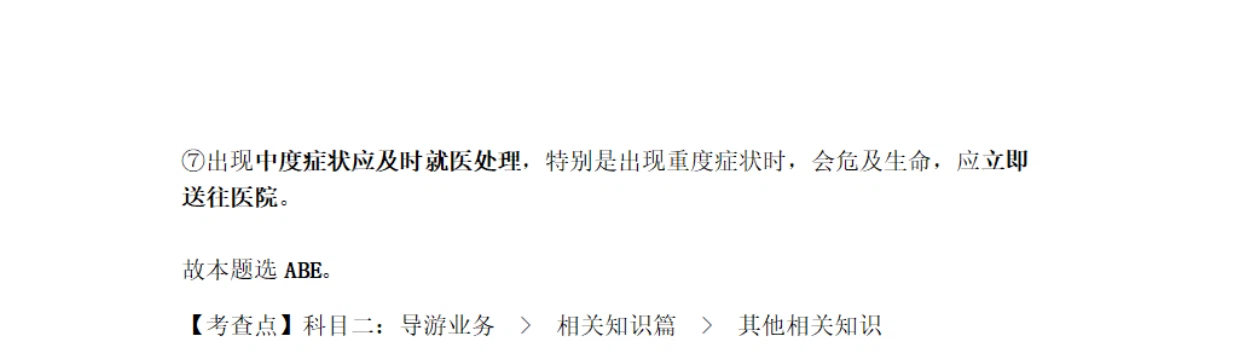 ⑦出现中度症状应及时就医处理，特别是出现重度症状时，会危及生命，应立即
送往医院。
故本题选 ABE。
【考查点】科目二：导游业务 > 相关知识篇 > 其他相关知识